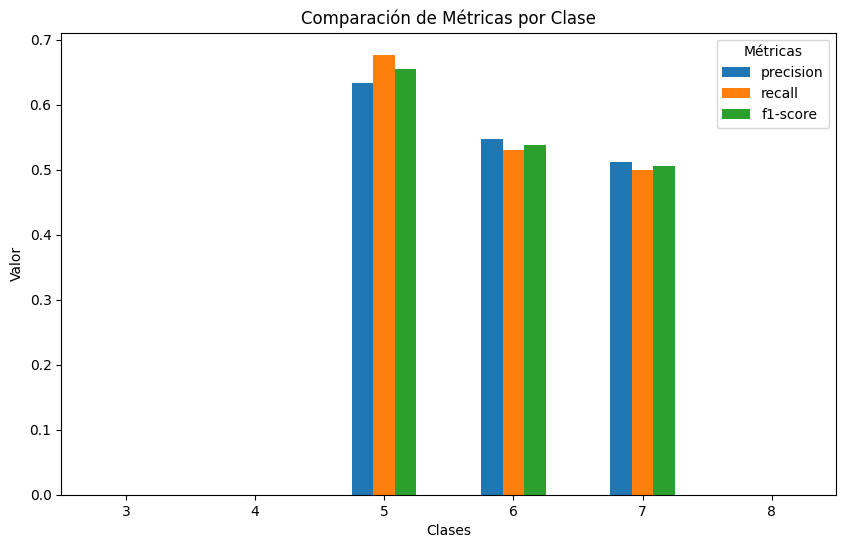 Comparación de Métricas por Clase
Métricas
precision
recall
f1-score
Valor
0.7
0.6
0.5
0.4
0.3
0.2
0.1
0.0
3 4 5 6 7 8
Clases